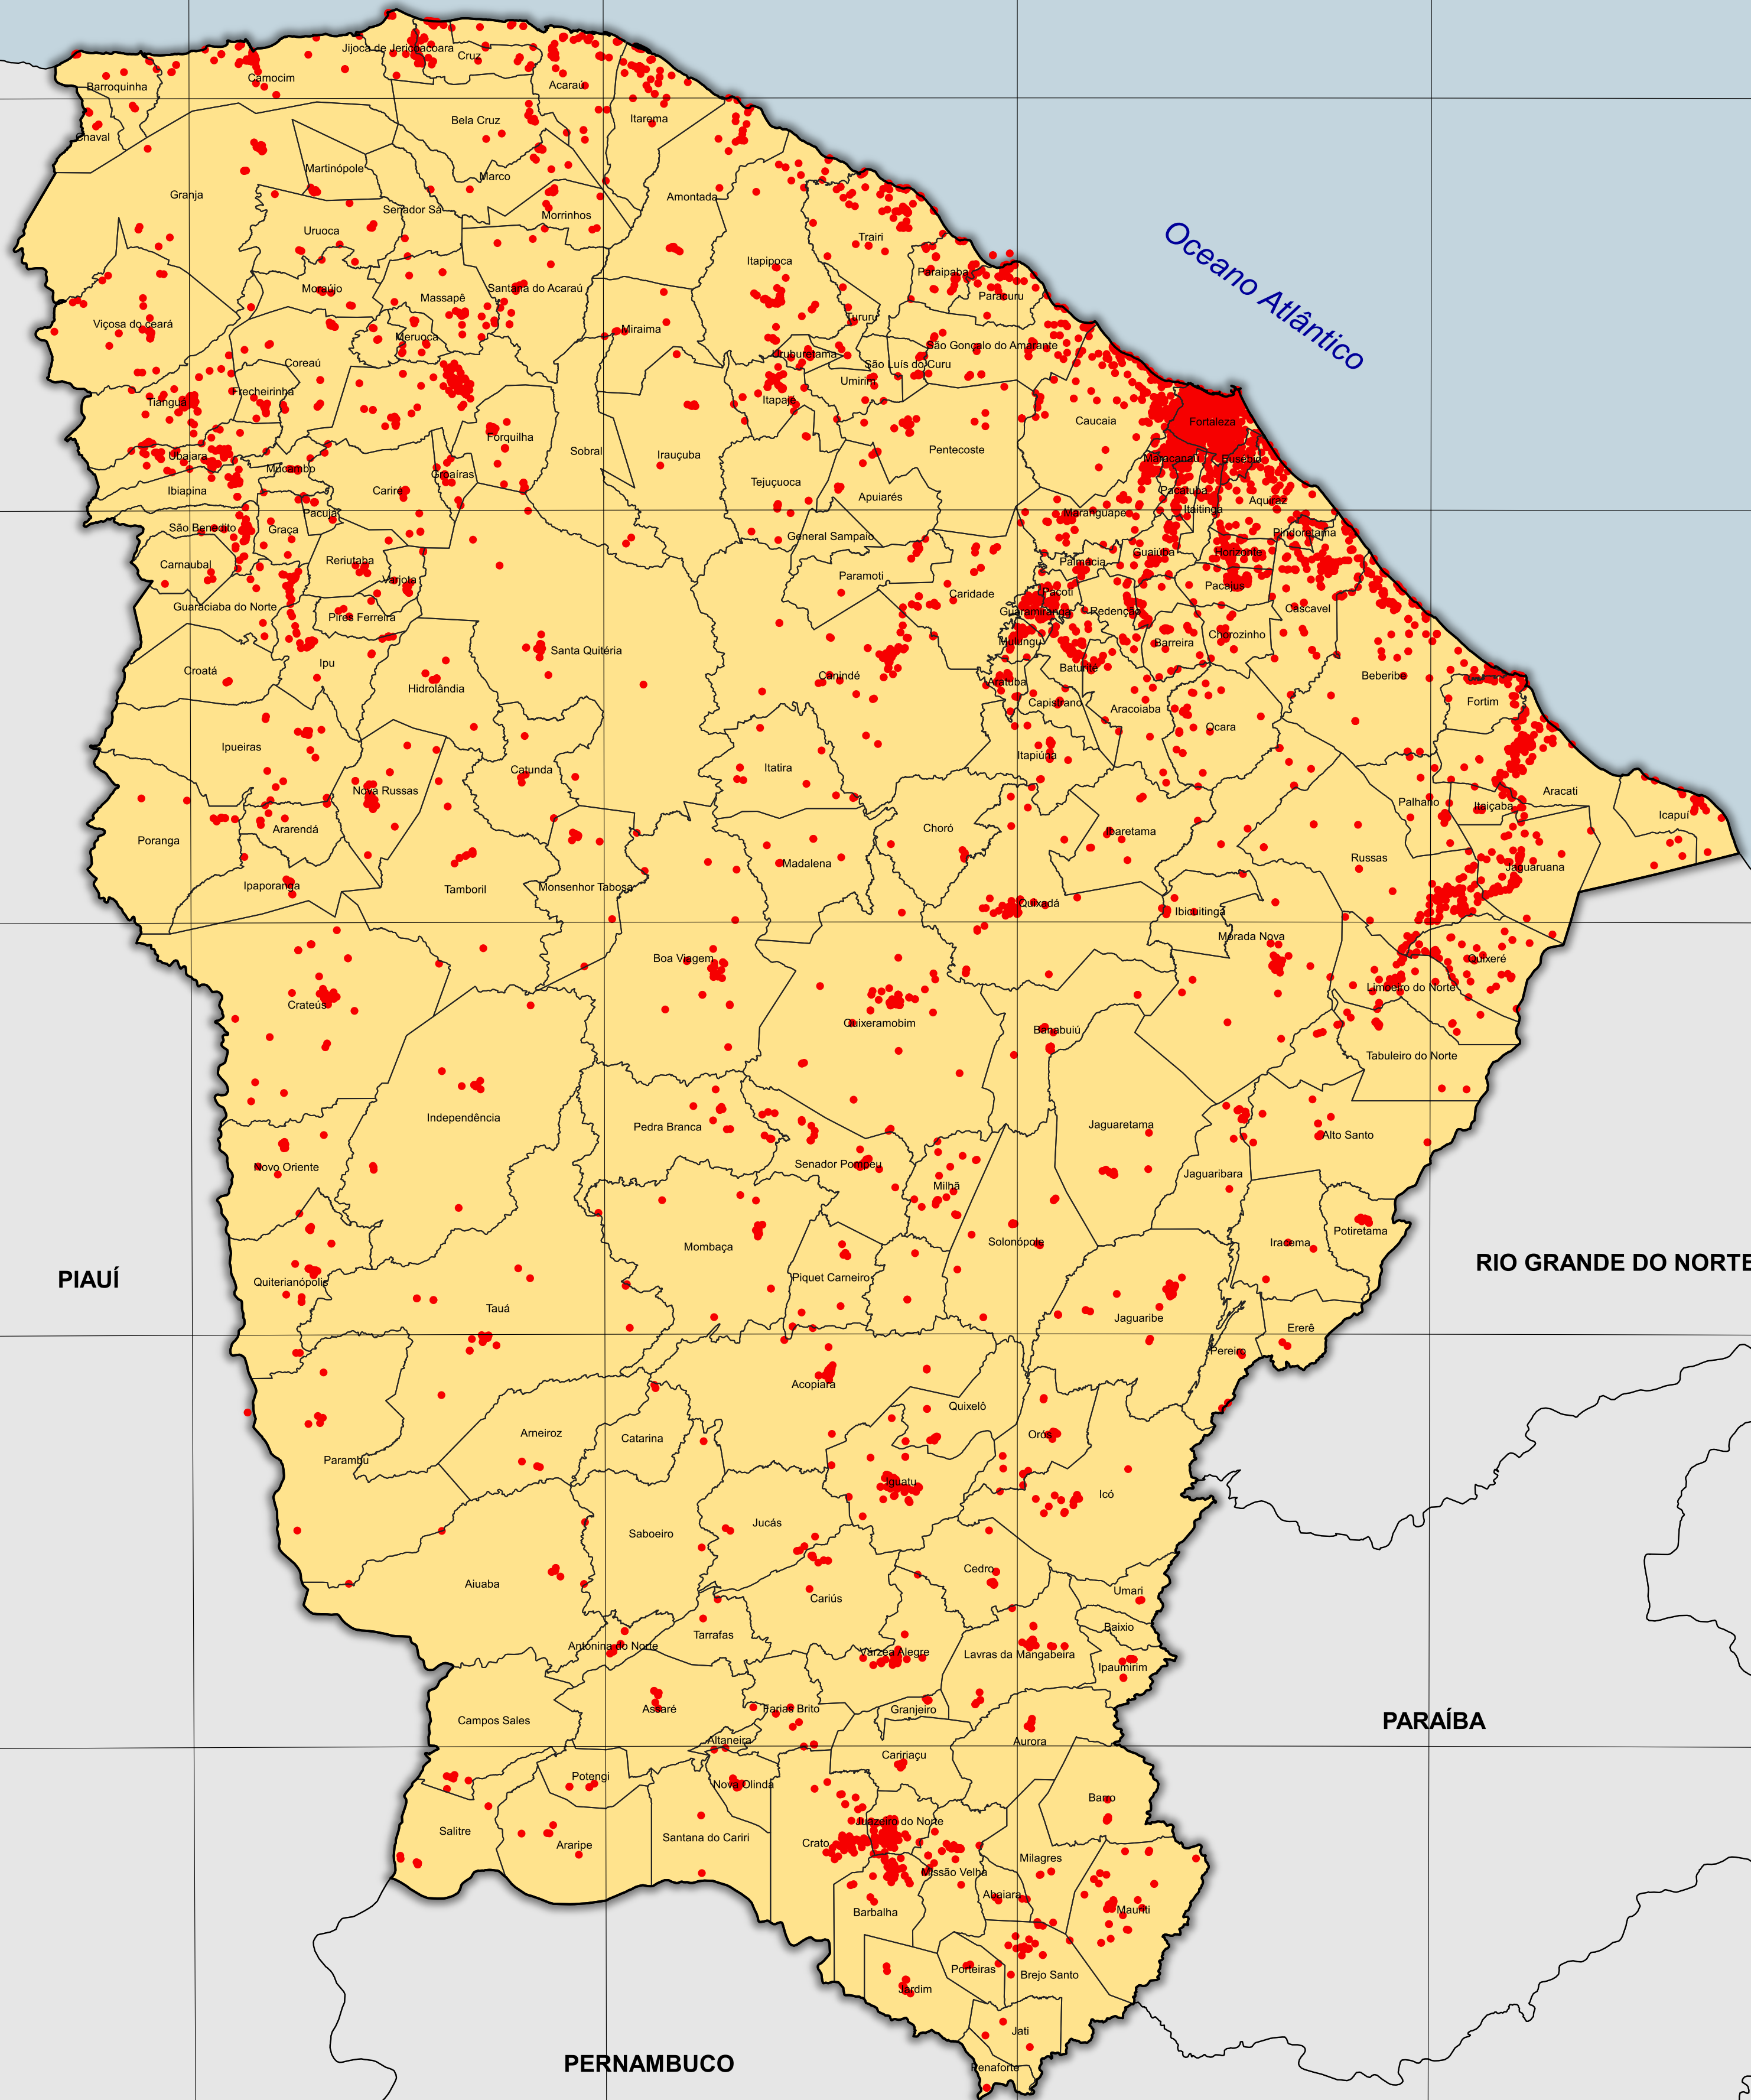 Jijoca de Jericoacoara
Cruz
Barroquinha
Camocim
Acaraú
Chaval
Bela Cruz
Itarema
Martinópole
Marco
Granja
Amontada
Senador Sá
Morrinhos
Uruoca
Trairi
Oceano Atlântico
Itapipoca
Paraipaba
Moraújo
Santana do Acaraú
Massapê
Paracuru
Viçosa do ceará
Tururu
Miraima
Meruoca
São Gonçalo do Amarante
Uruburetama
Coreaú
São Luís do Curu
Umirim
Frecheirinha
Tianguá
Itapajé
Caucaia
Fortaleza
Forquilha
Sobral
Irauçuba
Pentecoste
Ubajara
Maracanaú
Eusébio
Mucambo
Groaíras
Tejuçuoca
Ibiapina
Cariré
Apuiarés
Pacatuba
Aquiraz
Pacujá
Maranguape
Itaitinga
São Benedito
Graça
General Sampaio
Pindoretama
Carnaubal
Reriutaba
Guaiúba
Horizonte
Varjota
Paramoti
Palmácia
Pacajus
Guaraciaba do Norte
Caridade
Pacoti
Cascavel
Pires Ferreira
Guaramiranga
Redenção
Croatá
Ipu
Santa Quitéria
Mulungu
Barreira
Chorozinho
Hidrolândia
Canindé
Aratuba
Baturité
Beberiba
Capistrano
Aracoiaba
Fortim
Ocara
Ipueiras
Itapiúna
Catunda
Itatira
Nova Russas
Palhano
Itaiçaba
Aracati
Icapuí
Poranga
Ararendá
Choró
Ibaretama
Russas
Madalena
Jaguaruana
Ipaporanga
Tamboril
Monsenhor Tabosa
Quixadá
Ibicuitinga
Morada Nova
Boa Viagem
Quixeré
Limoeiro do Norte
Crateús
Quixeramobim
Banabuiú
Tabuleiro do Norte
Independência
Pedra Branca
Jaguaretama
Alto Santo
Novo Oriente
Senador Pompeu
Milhã
Jaguaribara
Potiretama
Mombaça
Solonópole
Iracema
RIO GRANDE DO NORTE
PIAUÍ
Quiterianópolis
Piquet Carneiro
Tauá
Jaguaribe
Ererê
Pereiro
Acopiara
Quixelô
Arneiroz
Catarina
Orós
Parambu
Iguatu
Icó
Jucás
Saboeiro
Cedro
Aiuaba
Umari
Cariús
Baixio
Tarrafas
Antonina do Norte
Várzea Alegre
Lavras da Mangabeira
Ipaumirim
Assaré
Farias Brito
Granjeiro
Campos Sales
PARAÍBA
Altaneira
Aurora
Caririaçu
Potengi
Nova Olinda
Barro
Juazeiro do Norte
Salitre
Araripe
Santana do Cariri
Crato
Milagres
Missão Velha
Abaiara
Mauriti
Barbalha
Porteiras
Brejo Santo
Jardim
Jati
PERNAMBUCO
Penaforte